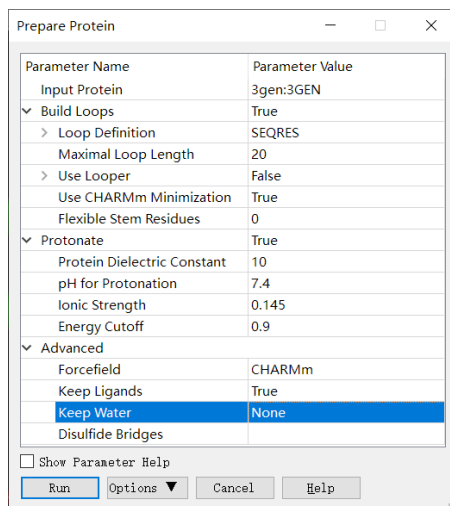 Prepare Protein
Parameter Name Parameter Value
Input Protein 3gen:3GEN
Build Loops True
Loop Definition SEQRES
Maximal Loop Length 20
Use Looper False
Use CHARMm Minimization True
Flexible Stem Residues 0
Protonate True
Protein Dielectric Constant 10
pH for Protonation 7.4
Ionic Strength 0.145
Energy Cutoff 0.9
Advanced
Forcefield CHARMm
Keep Ligands True
Keep Water None
Disulfide Bridges
Show Parameter Help
Run Options ▼ Cancel Help